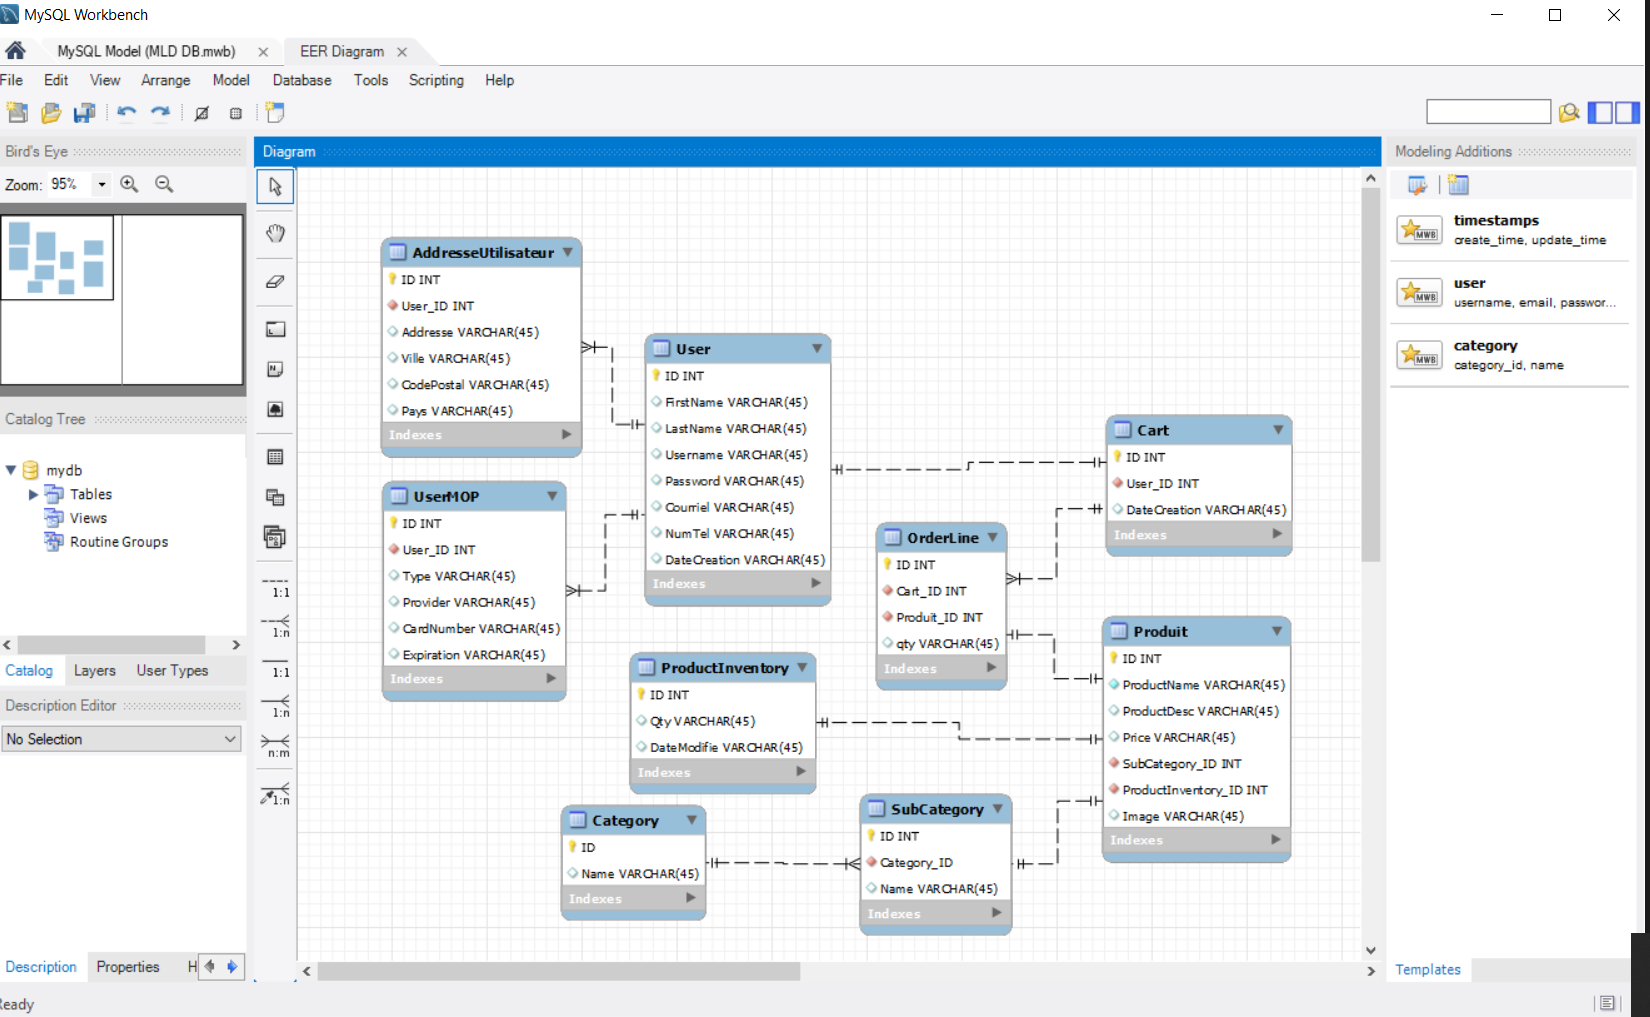 MySQL Workbench
MySQL Model (MLD DB.mwb)
EER Diagram
File Edit View Arrange Model Database Tools Scripting Help
Bird's Eye
Zoom: 95%
Catalog Tree
mydb
Tables
Views
Routine Groups
Catalog Layers User Types
Description Editor
No Selection
Description Properties H
Ready
Diagram
1:1
1:n
1:1
1:n
n:m
1:n
AddresseUtilisateur
ID INT
User_ID INT
Addresse VARCHAR(45)
Ville VARCHAR(45)
CodePostal VARCHAR(45)
Pays VARCHAR(45)
Indexes
UserMOP
ID INT
User_ID INT
Type VARCHAR(45)
Provider VARCHAR(45)
CardNumber VARCHAR(45)
Expiration VARCHAR(45)
Indexes
User
ID INT
FirstName VARCHAR(45)
LastName VARCHAR(45)
Username VARCHAR(45)
Password VARCHAR(45)
Courriel VARCHAR(45)
NumTel VARCHAR(45)
DateCreation VARCHAR(45)
Indexes
Cart
ID INT
User_ID INT
DateCreation VARCHAR(45)
Indexes
OrderLine
ID INT
Cart_ID INT
Produit_ID INT
qty VARCHAR(45)
Indexes
Produit
ID INT
ProductName VARCHAR(45)
ProductDesc VARCHAR(45)
Price VARCHAR(45)
SubCategory_ID INT
ProductInventory_ID INT
Image VARCHAR(45)
Indexes
ProductInventory
ID INT
Qty VARCHAR(45)
DateModifie VARCHAR(45)
Indexes
Category
ID
Name VARCHAR(45)
Indexes
SubCategory
ID INT
Category_ID
Name VARCHAR(45)
Indexes
Modeling Additions
MWB
timestamps
create_time, update_time
MWB
user
username, email, passwor...
MWB
category
category_id, name
Templates